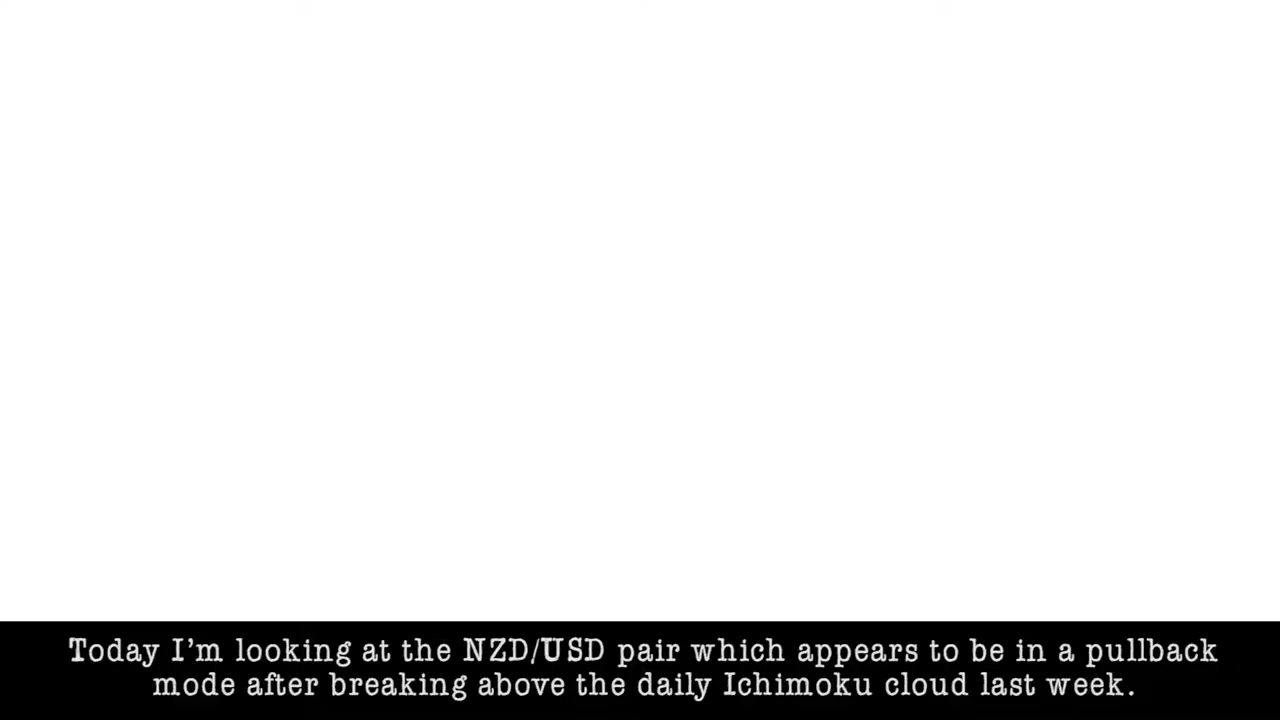 Today I’m looking at the NZD/USD pair which appears to be in a pullback
mode after breaking above the daily Ichimoku cloud last week.